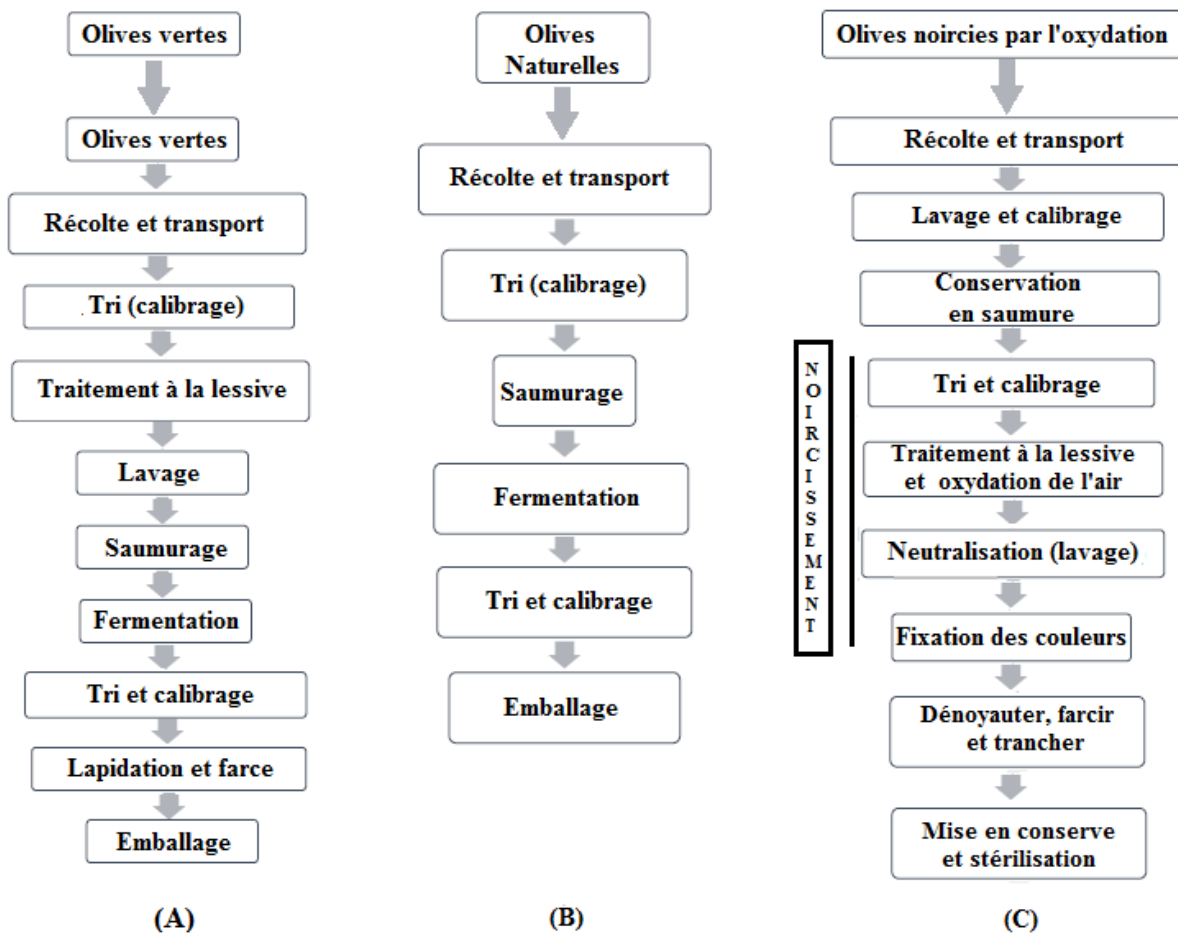 Olives vertes
Olives vertes
Récolte et transport
Tri (calibrage)
Traitement à la lessive
Lavage
Saumurage
Fermentation
Tri et calibrage
Lapidation et farce
Emballage
(A)
Olives
Naturelles
Récolte et transport
Tri (calibrage)
Saumurage
Fermentation
Tri et calibrage
Emballage
(B)
Olives noircies par l'oxydation
Récolte et transport
Lavage et calibrage
Conservation
en saumure
NOIRCISSEMENT
Tri et calibrage
Traitement à la lessive
et oxydation de l'air
Neutralisation (lavage)
Fixation des couleurs
Dénoyauter, farcir
et trancher
Mise en conserve
et stérilisation
(C)